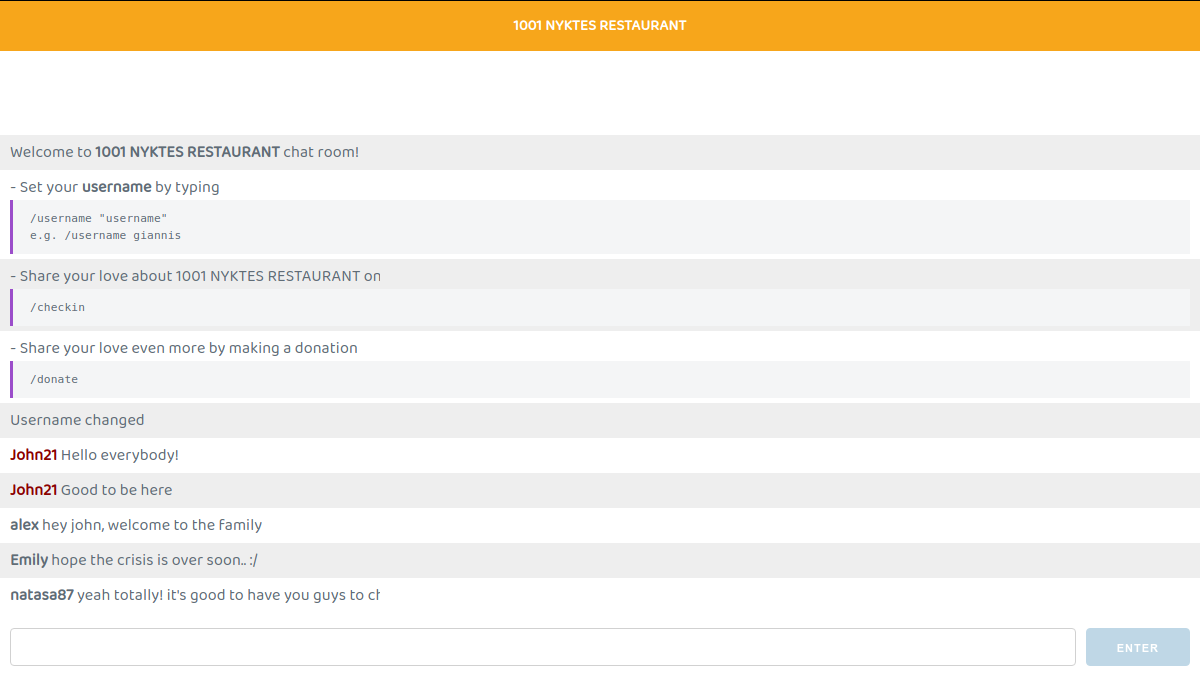 1001 NYKTES RESTAURANT
Welcome to 1001 NYKTES RESTAURANT chat room!
- Set your username by typing
/username "username"
e.g. /username giannis
- Share your love about 1001 NYKTES RESTAURANT on
/checkin
- Share your love even more by making a donation
/donate
Username changed
John21 Hello everybody!
John21 Good to be here
alex hey john, welcome to the family
Emily hope the crisis is over soon.. :/
natasa87 yeah totally! it's good to have you guys to
ENTER